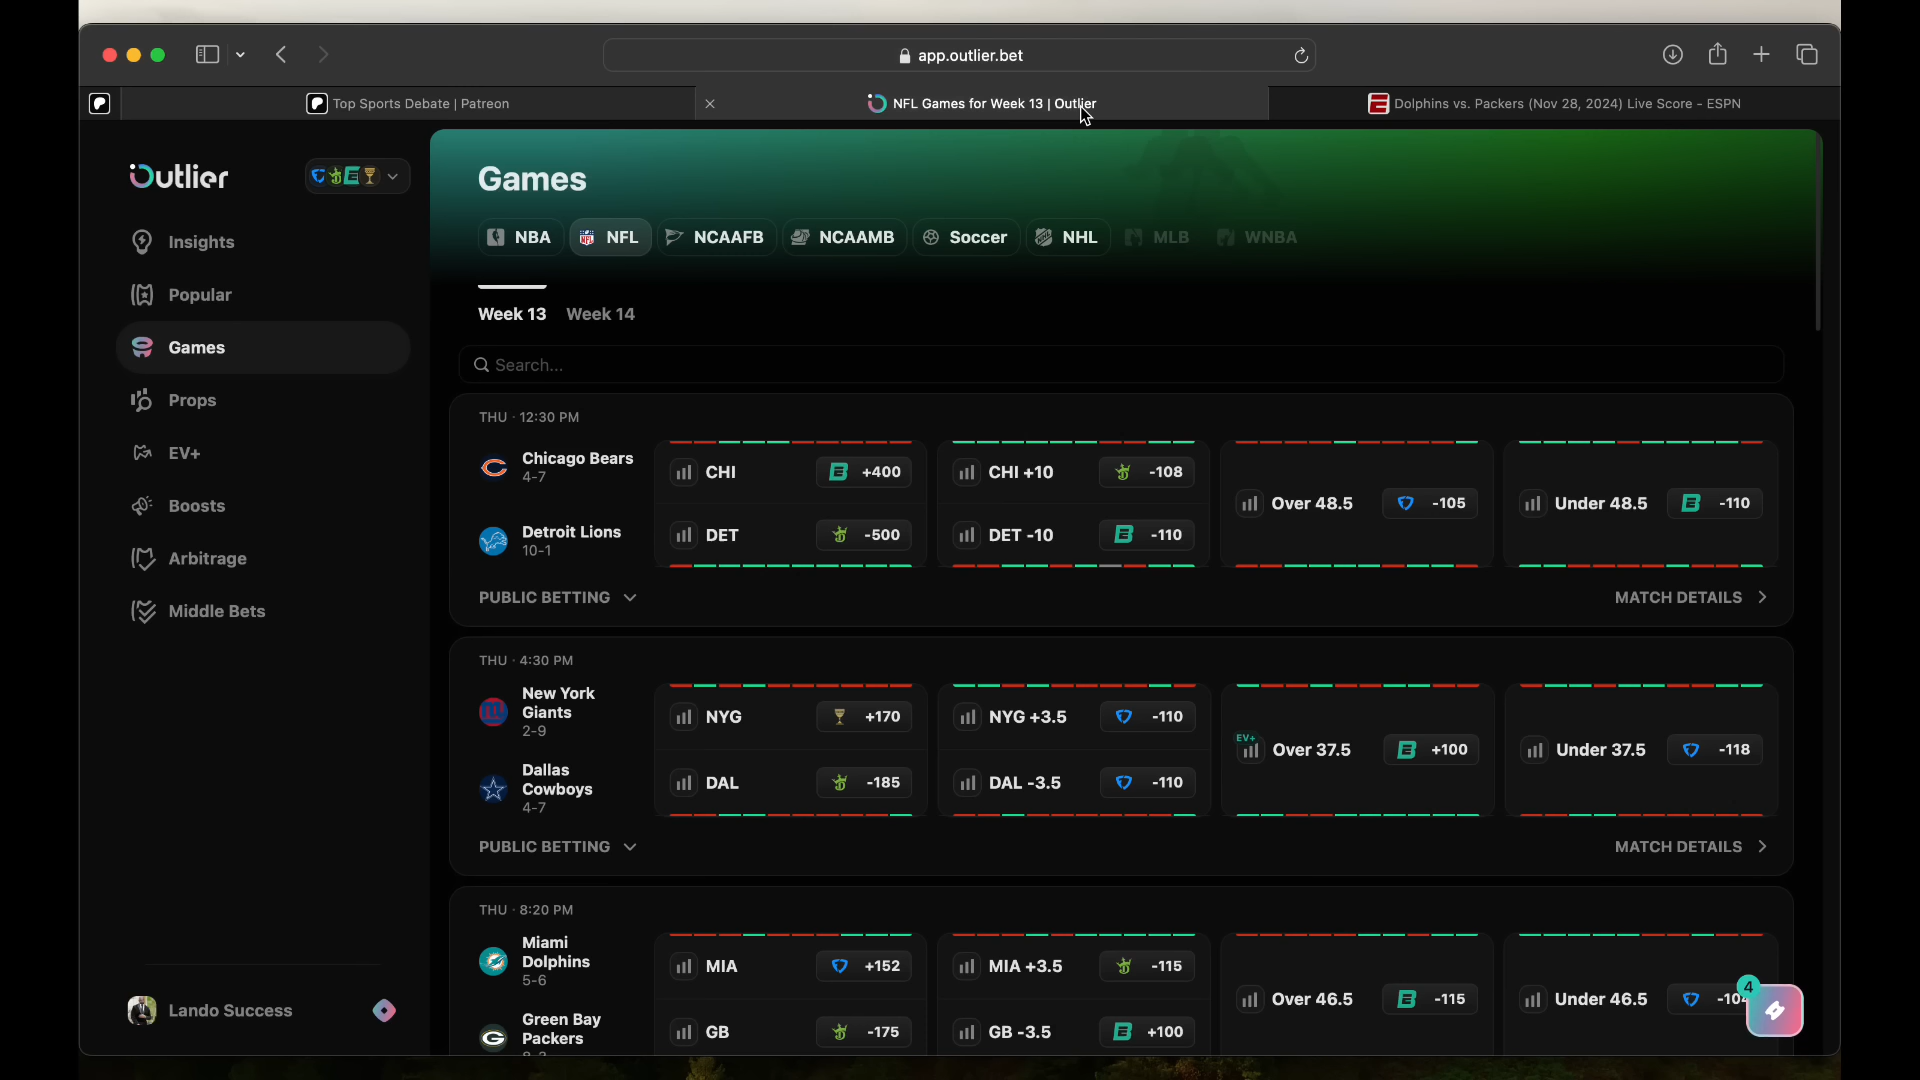 app.outlier.bet
Top Sports Debate | Patreon
NFL Games for Week 13 | Outlier
Dolphins vs. Packers (Nov 28, 2024) Live Score - ESPN
Outlier
Insights
Popular
Games
Props
EV+
Boosts
Arbitrage
Middle Bets
Lando Success
Games
NBA
NFL
NCAAFB
NCAAMB
Soccer
NHL
MLB
WNBA
Week 13 Week 14
Search...
THU · 12:30 PM
Chicago Bears
4-7
Detroit Lions
10-1
CHI +400
DET -500
CHI +10 -108
DET -10 -110
Over 48.5 -105
Under 48.5 -110
PUBLIC BETTING
MATCH DETAILS
THU · 4:30 PM
New York
Giants
2-9
Dallas
Cowboys
4-7
NYG +170
DAL -185
NYG +3.5 -110
DAL -3.5 -110
EV+
Over 37.5 +100
Under 37.5 -118
PUBLIC BETTING
MATCH DETAILS
THU · 8:20 PM
Miami
Dolphins
5-6
Green Bay
Packers
MIA +152
GB -175
MIA +3.5 -115
GB -3.5 +100
Over 46.5 -115
Under 46.5
4